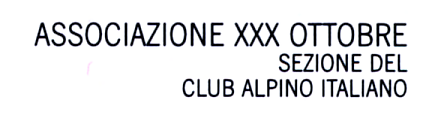 ASSOCIAZIONE XXX OTTOBRE
SEZIONE DEL
CLUB ALPINO ITALIANO